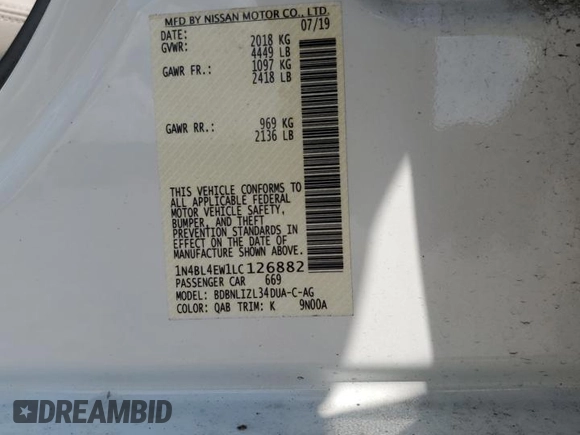 MFD BY NISSAN MOTOR CO., LTD.
DATE: 07/19
GVWR: 2018 KG
4449 LB
GAWR FR.: 1097 KG
2418 LB
GAWR RR.: 969 KG
2136 LB
THIS VEHICLE CONFORMS TO
ALL APPLICABLE FEDERAL
MOTOR VEHICLE SAFETY,
BUMPER, AND THEFT
PREVENTION STANDARDS IN
EFFECT ON THE DATE OF
MANUFACTURE SHOWN ABOVE.
1N4BL4EW1LC126882
PASSENGER CAR 669
MODEL: BDBNLIZL34DUA-C-AG
COLOR: QAB TRIM: K 9N00A
DREAMBID